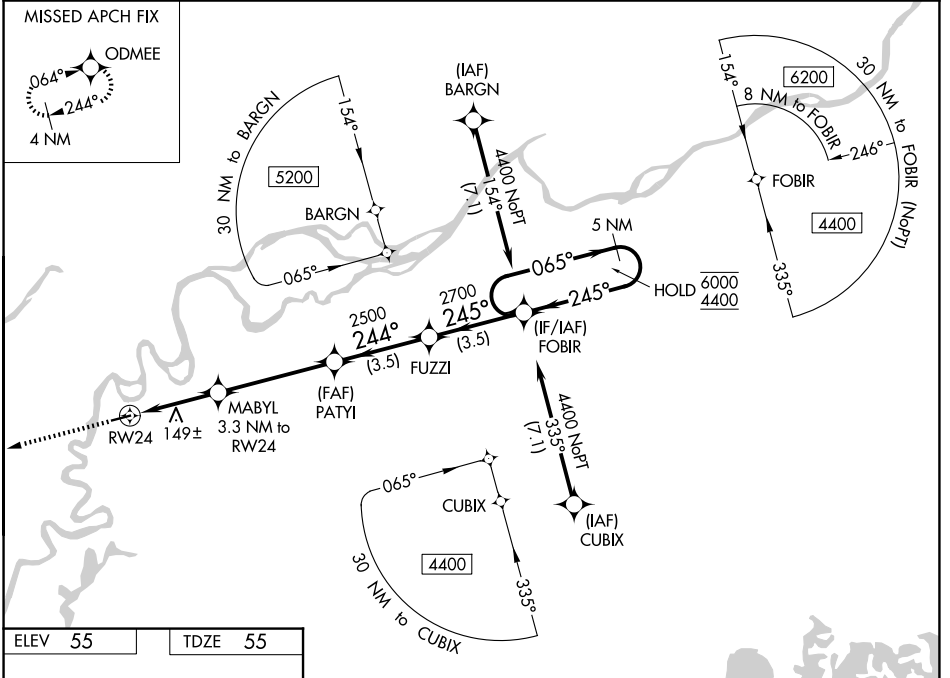 MISSED APCH FIX
ODMEE
064°
244°
4 NM
30 NM to BARGN
5200
154°
BARGN
065°
(IAF)
BARGN
4400 NoPT
154°
(7.1)
154°
6200
8 NM to FOBIR
246°
30 NM to FOBIR (NoPT)
FOBIR
4400
335°
5 NM
065°
245°
HOLD
6000
4400
(IF/IAF)
FOBIR
2700
245°
(3.5)
FUZZI
2500
244°
(3.5)
(FAF)
PATYI
MABYL
3.3 NM to
RW24
149±
RW24
4400 NoPT
335°
(7.1)
(IAF)
CUBIX
065°
CUBIX
4400
335°
30 NM to CUBIX
ELEV 55
TDZE 55